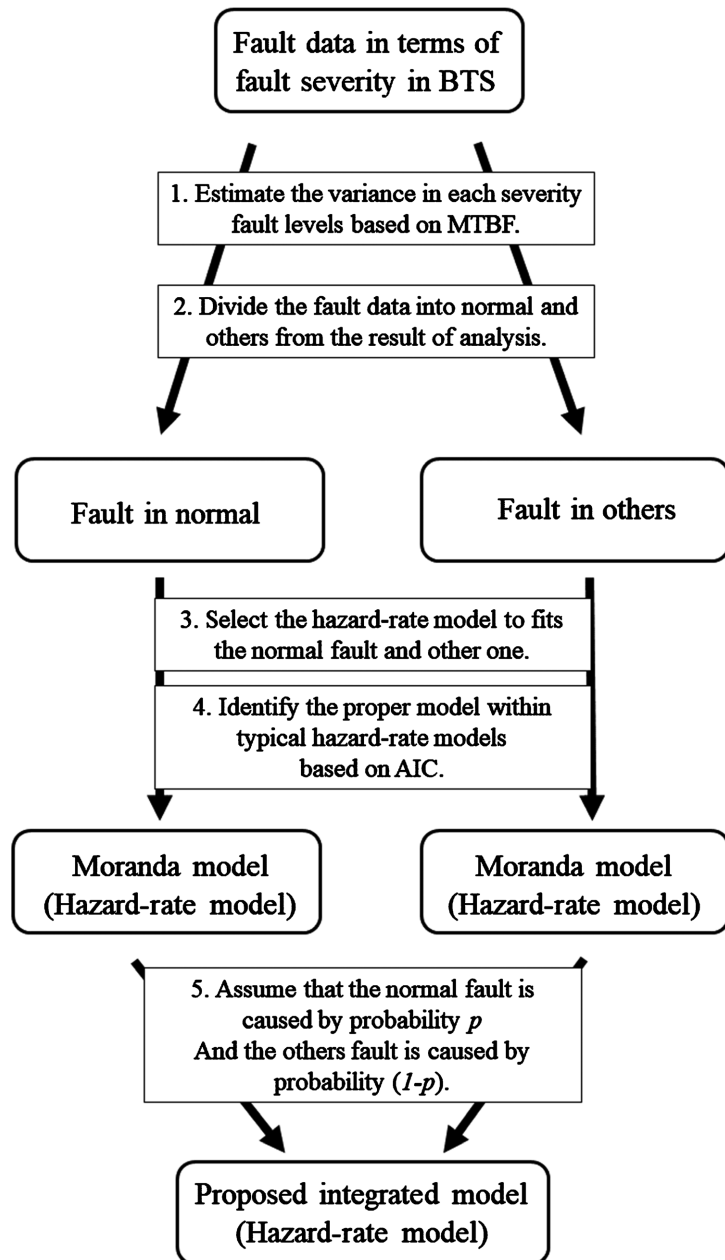 Fault data in terms of
fault severity in BTS
1. Estimate the variance in each severity
fault levels based on MTBF.
2. Divide the fault data into normal and
others from the result of analysis.
Fault in normal
Fault in others
3. Select the hazard-rate model to fits
the normal fault and other one.
4. Identify the proper model within
typical hazard-rate models
based on AIC.
Moranda model
(Hazard-rate model)
Moranda model
(Hazard-rate model)
5. Assume that the normal fault is
caused by probability p
And the others fault is caused by
probability (1-p).
Proposed integrated model
(Hazard-rate model)